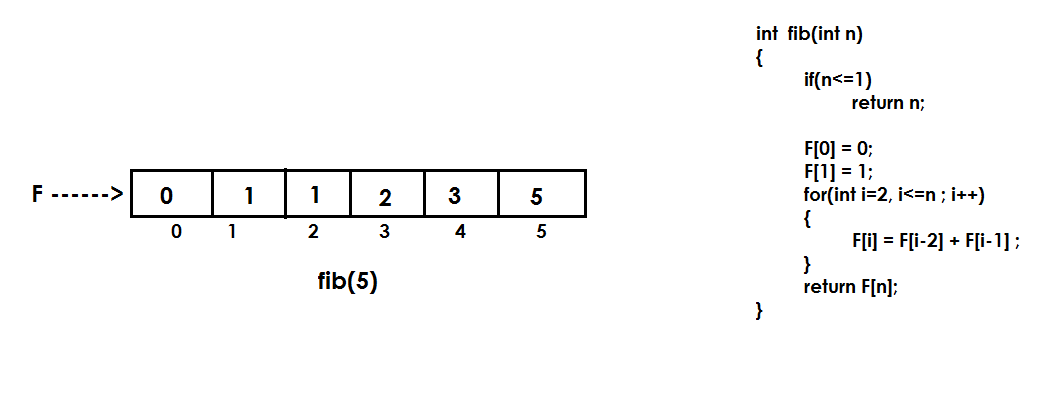 F ------> 0 1 1 2 3 5
0 1 2 3 4 5
fib(5)
int fib(int n)
{
if(n<=1)
return n;
F[0] = 0;
F[1] = 1;
for(int i=2, i<=n ; i++)
{
F[i] = F[i-2] + F[i-1] ;
}
return F[n];
}